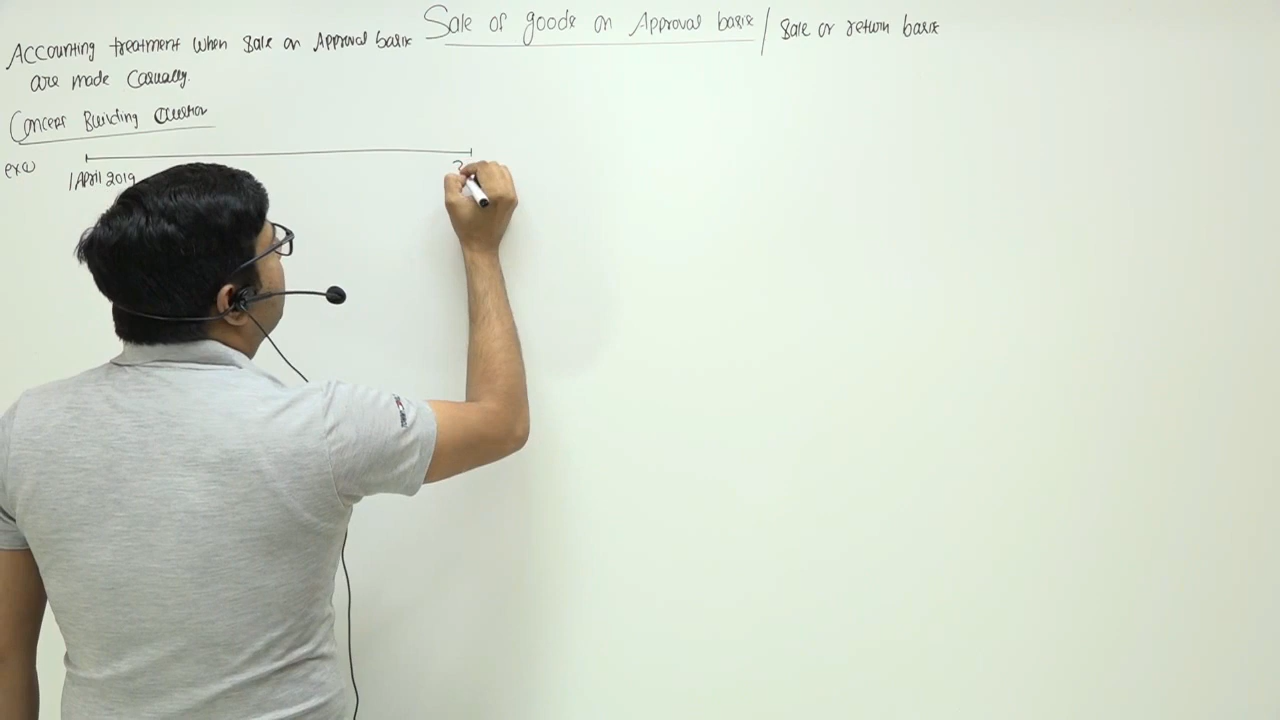 Sale of goods on Approval basis / Sale or return basis
Accounting treatment when Sale on Approval basis
are made Casually.
Concept Building Question
ex①
1 April 2019